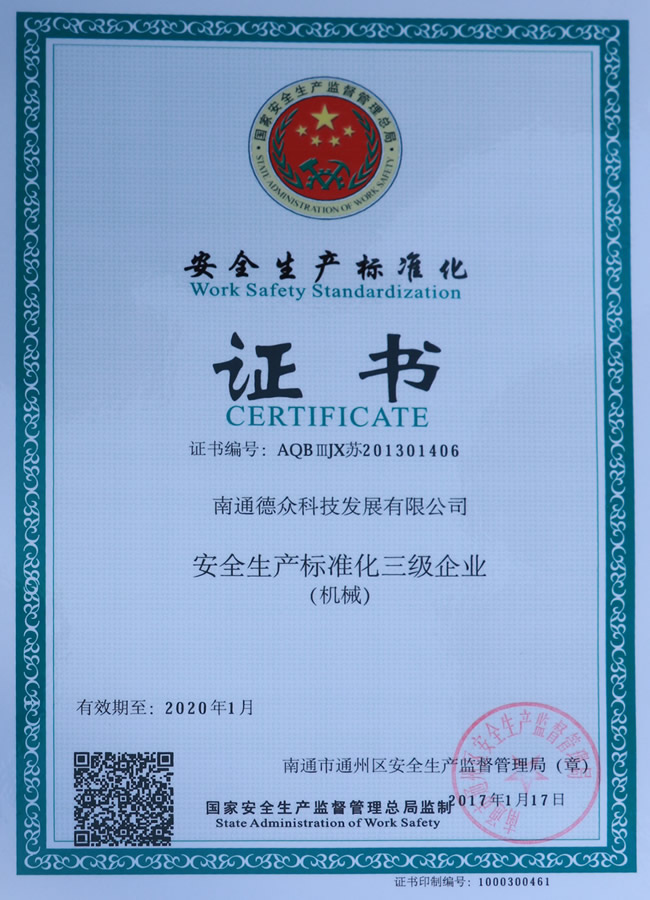 国家安全生产监督管理总局
STATE ADMINISTRATION OF WORK SAFETY
安全生产标准化
Work Safety Standardization
证书
CERTIFICATE
证书编号：AQBⅢJX苏201301406
南通德众科技发展有限公司
安全生产标准化三级企业
（机械）
有效期至：2020年1月
南通市通州区安全生产监督管理局（章）
2017年1月17日
国家安全生产监督管理总局监制
State Administration of Work Safety
证书印制编号：1000300461